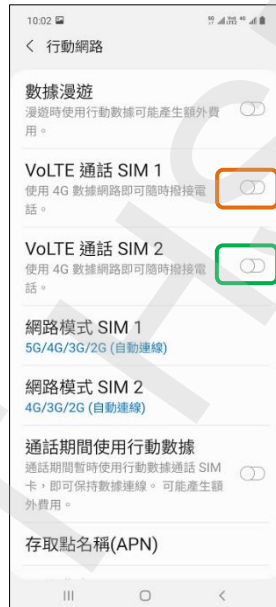 10:02
行動網路
數據漫遊
漫遊時使用行動數據可能產生額外費
用。
VoLTE 通話 SIM 1
使用 4G 數據網路即可隨時撥接電
話。
VoLTE 通話 SIM 2
使用 4G 數據網路即可隨時撥接電
話。
網路模式 SIM 1
5G/4G/3G/2G (自動連線)
網路模式 SIM 2
4G/3G/2G (自動連線)
通話期間使用行動數據
通話期間暫時使用行動數據通話 SIM
卡，即可保持數據連線。 可能產生額
外費用。
存取點名稱(APN)